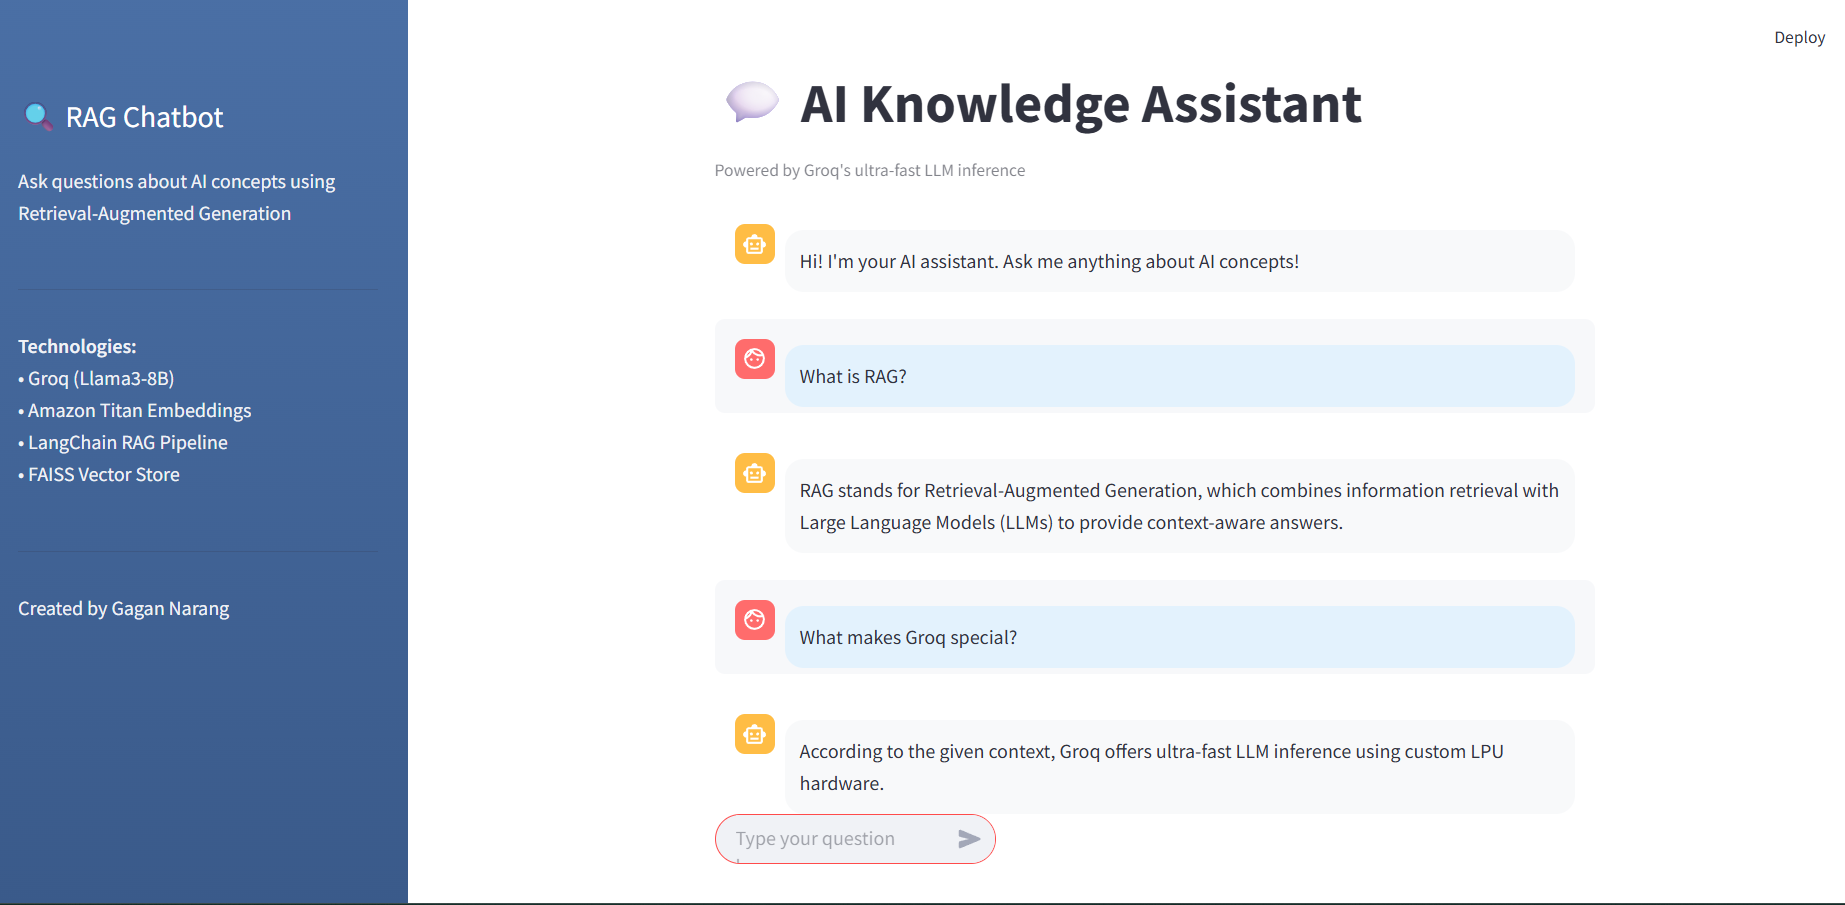 RAG Chatbot
Ask questions about AI concepts using
Retrieval-Augmented Generation
Technologies:
• Groq (Llama3-8B)
• Amazon Titan Embeddings
• LangChain RAG Pipeline
• FAISS Vector Store
Created by Gagan Narang
Deploy
AI Knowledge Assistant
Powered by Groq's ultra-fast LLM inference
Hi! I'm your AI assistant. Ask me anything about AI concepts!
What is RAG?
RAG stands for Retrieval-Augmented Generation, which combines information retrieval with
Large Language Models (LLMs) to provide context-aware answers.
What makes Groq special?
According to the given context, Groq offers ultra-fast LLM inference using custom LPU
hardware.
Type your question